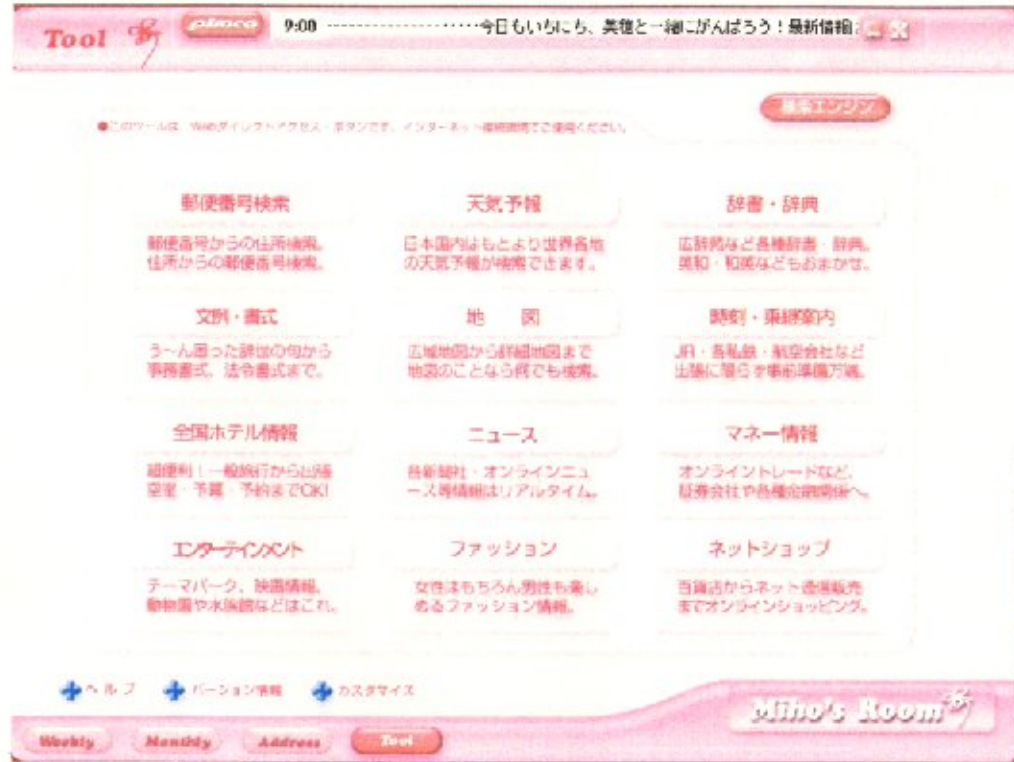 Tool
pimco
9:00 ----------------------今日もいちにち、美穂と一緒にがんばろう！最新情報
検索エンジン
●このツールは、Webダイレクトアクセス・ボタンです。インターネット接続環境でご使用ください。
郵便番号検索
郵便番号からの住所検索。
住所からの郵便番号検索。
天気予報
日本国内はもとより世界各地
の天気予報が検索できます。
辞書・辞典
広辞苑など各種辞書・辞典。
英和・和英などもおまかせ。
文例・書式
う〜ん困った辞世の句から
事務書式、法令書式まで。
地　図
広域地図から詳細地図まで
地図のことなら何でも検索。
時刻・乗継案内
JR・各私鉄・航空会社など
出張に限らず事前準備万端。
全国ホテル情報
超便利！一般旅行から出張
空室・予算・予約までOK!
ニュース
各新聞社・オンラインニュ
ース等情報はリアルタイム。
マネー情報
オンライントレードなど、
証券会社や各種金融関係へ。
エンターテインメント
テーマパーク、映画情報、
動物園や水族館などはこれ。
ファッション
女性はもちろん男性も楽し
めるファッション情報。
ネットショップ
百貨店からネット通信販売
までオンラインショッピング。
ヘルプ
バージョン情報
カスタマイズ
Miho's Room
Weekly
Monthly
Address
Tool